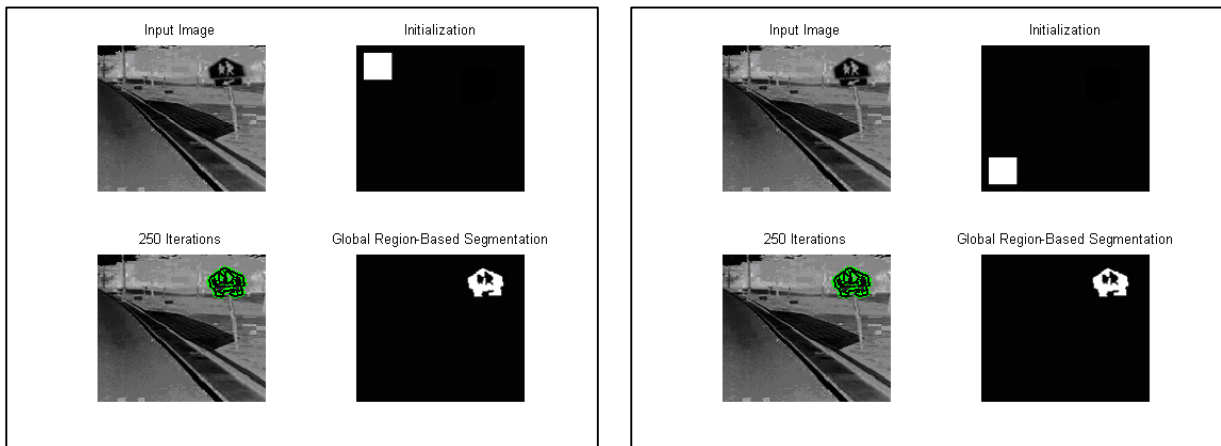 Input Image
Initialization
250 Iterations
Global Region-Based Segmentation
Input Image
Initialization
250 Iterations
Global Region-Based Segmentation